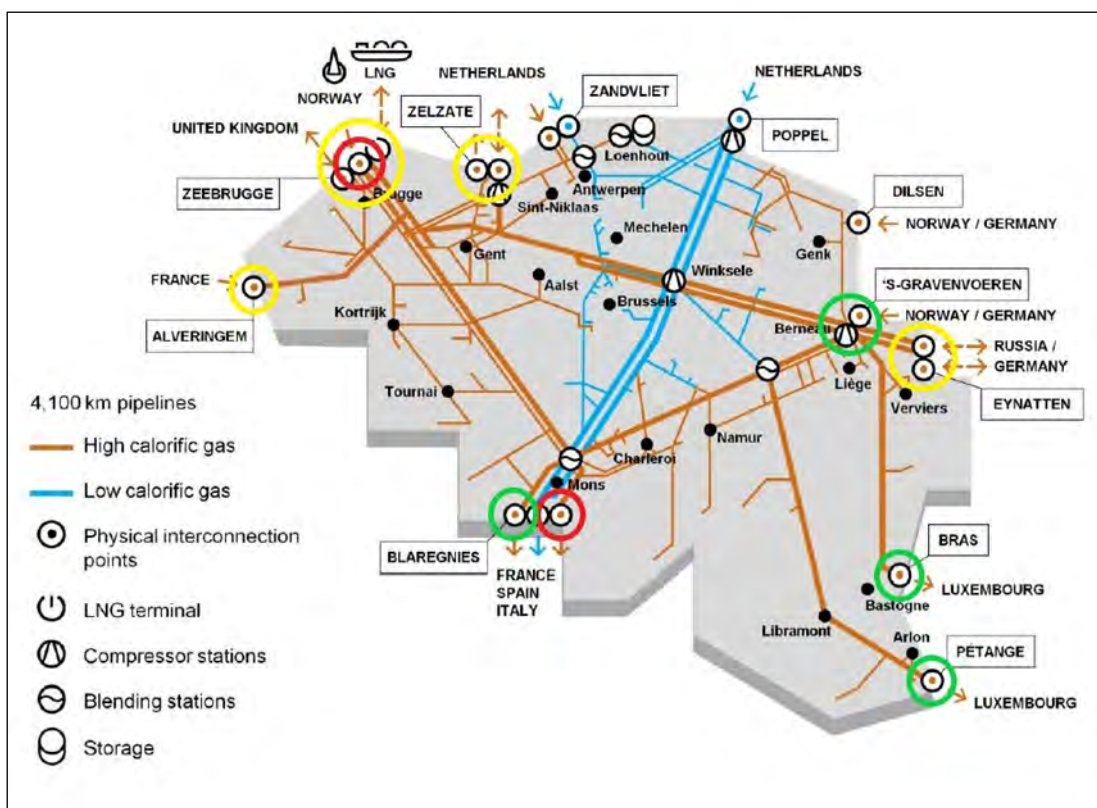 LNG
NORWAY
NETHERLANDS
NETHERLANDS
ZANDVLIET
ZELZATE
POPPEL
UNITED KINGDOM
Loenhout
ZEEBRUGGE
Brugge
Antwerpen
Sint-Niklaas
DILSEN
Mechelen
NORWAY / GERMANY
Gent
Genk
Winksele
FRANCE
Aalst
'S-GRAVENVOEREN
Brussels
Kortrijk
Berneau
NORWAY / GERMANY
ALVERINGEM
RUSSIA /
GERMANY
Liège
Tournai
Verviers
EYNATTEN
4,100 km pipelines
High calorific gas
Namur
Charleroi
Low calorific gas
Mons
Physical interconnection
points
BLAREGNIES
BRAS
FRANCE
SPAIN
ITALY
LUXEMBOURG
Bastogne
LNG terminal
Libramont
Arlon
Compressor stations
PÉTANGE
Blending stations
LUXEMBOURG
Storage